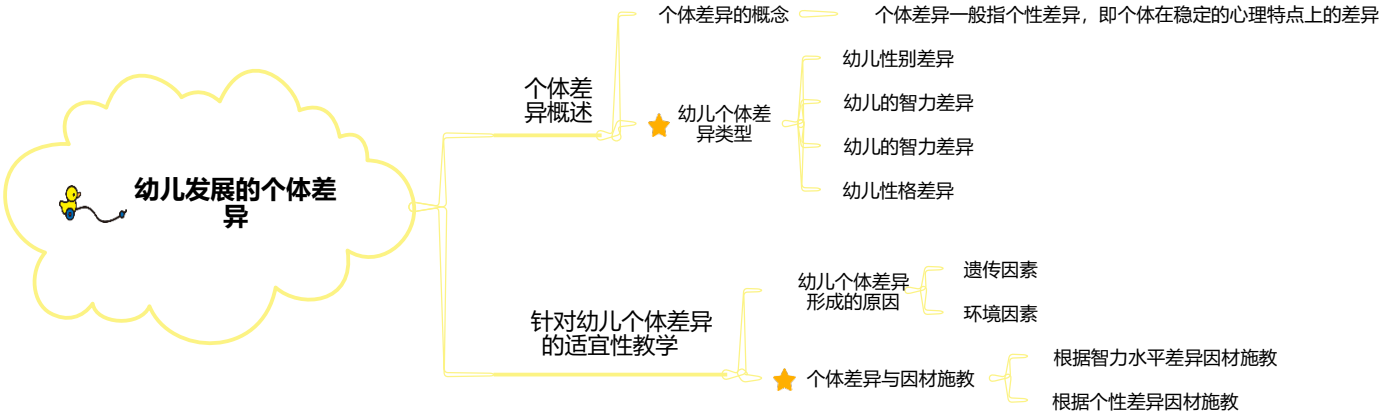 幼儿发展的个体差
异
个体差
异概述
个体差异的概念
个体差异一般指个性差异，即个体在稳定的心理特点上的差异
幼儿个体差
异类型
幼儿性别差异
幼儿的智力差异
幼儿的智力差异
幼儿性格差异
针对幼儿个体差异
的适宜性教学
幼儿个体差异
形成的原因
遗传因素
环境因素
个体差异与因材施教
根据智力水平差异因材施教
根据个性差异因材施教